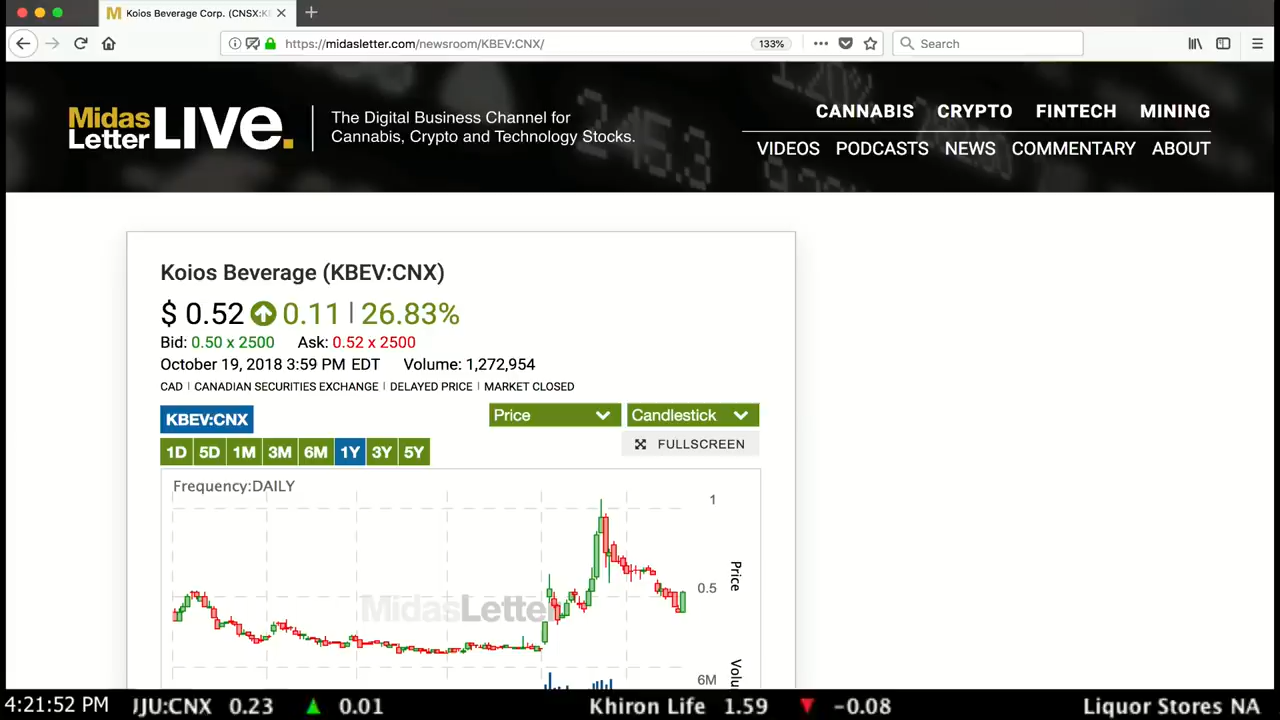 Koios Beverage Corp. (CNSX:K
https://midasletter.com/newsroom/KBEV:CNX/
133%
Search
Midas Letter LIVE.
The Digital Business Channel for
Cannabis, Crypto and Technology Stocks.
CANNABIS CRYPTO FINTECH MINING
VIDEOS PODCASTS NEWS COMMENTARY ABOUT
Koios Beverage (KBEV:CNX)
$ 0.52 0.11 | 26.83%
Bid: 0.50 x 2500 Ask: 0.52 x 2500
October 19, 2018 3:59 PM EDT Volume: 1,272,954
CAD | CANADIAN SECURITIES EXCHANGE | DELAYED PRICE | MARKET CLOSED
KBEV:CNX
Price
Candlestick
FULLSCREEN
1D 5D 1M 3M 6M 1Y 3Y 5Y
Frequency:DAILY
1
Price
0.5
MidasLette
Volu
6M
4:21:52 PM JJU:CNX 0.23 0.01 Khiron Life 1.59 -0.08 Liquor Stores NA